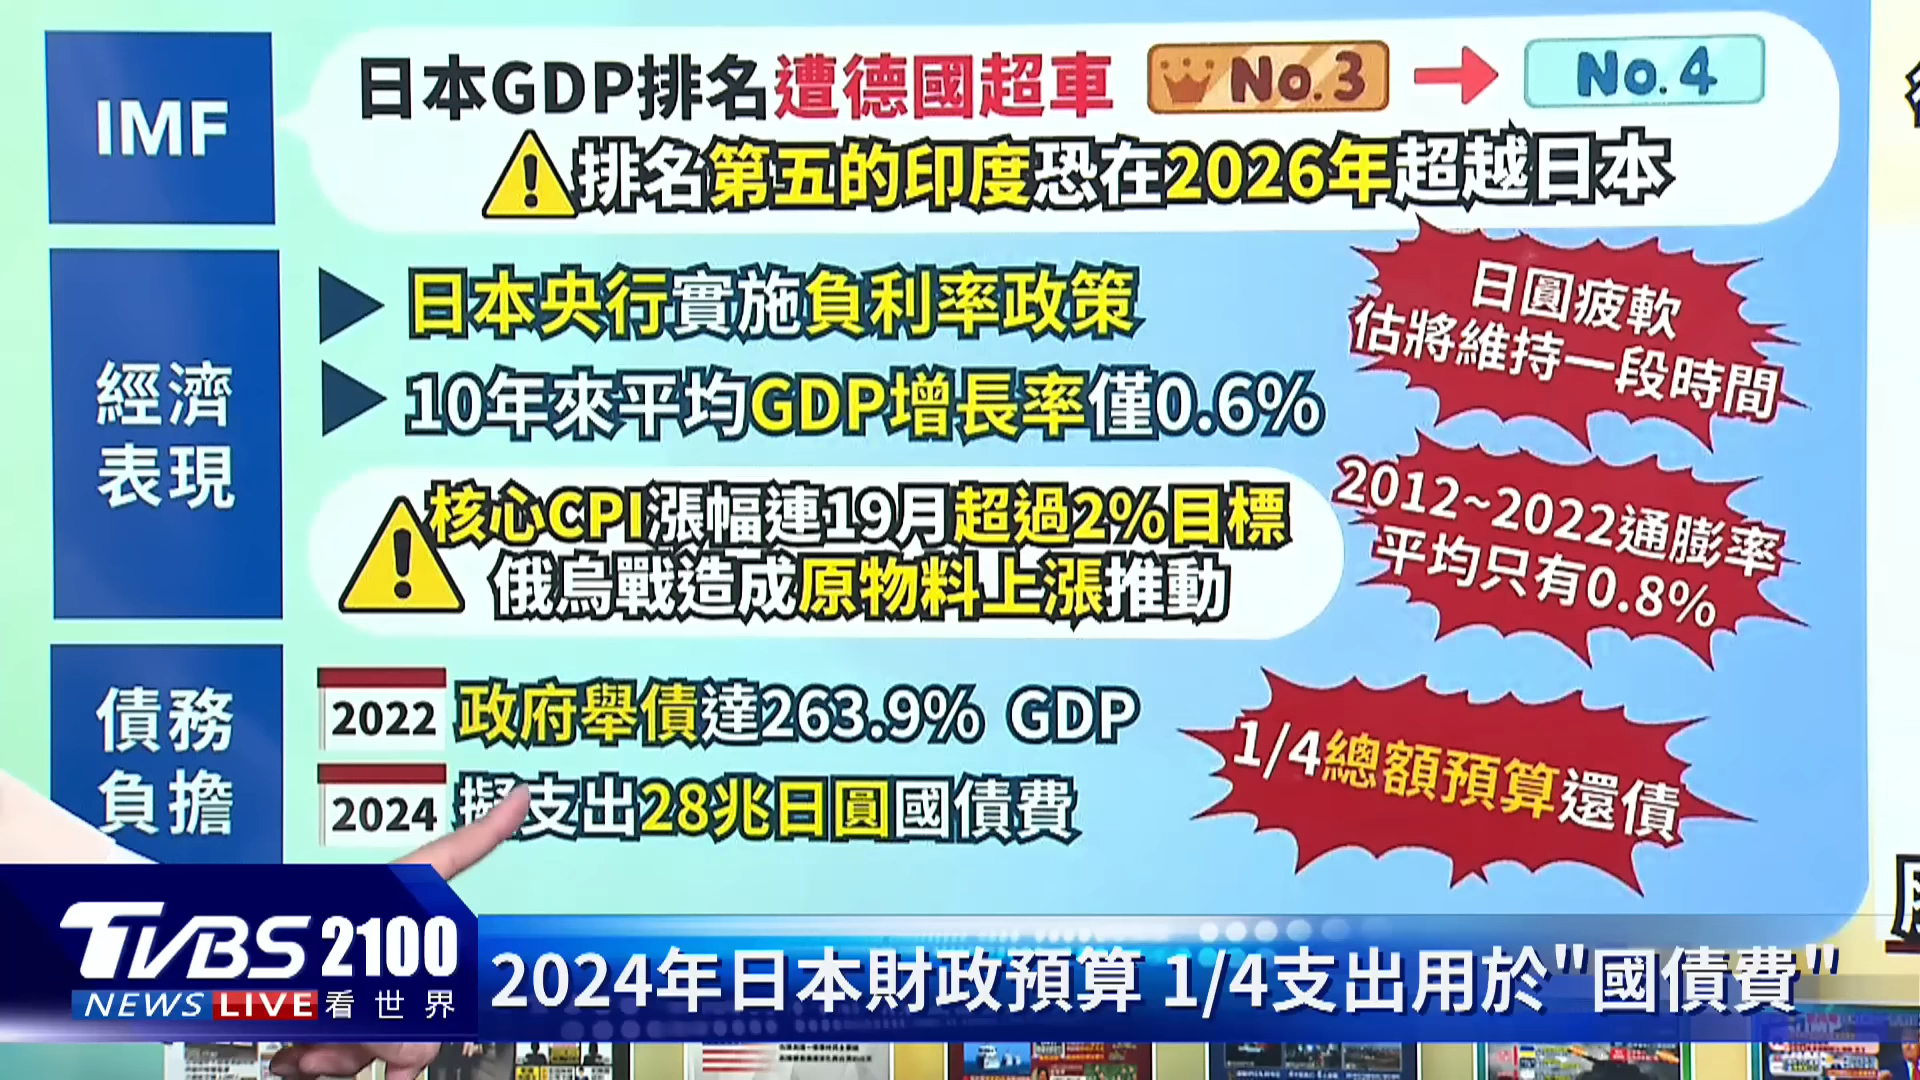 IMF
日本GDP排名遭德國超車 No.3 No.4
排名第五的印度恐在2026年超越日本
經濟
表現
日本央行實施負利率政策
10年來平均GDP增長率僅0.6%
日圓疲軟
估將維持一段時間
核心CPI漲幅連19月超過2%目標
俄烏戰造成原物料上漲推動
2012~2022通膨率
平均只有0.8%
債務
負擔
2022 政府舉債達263.9% GDP
2024 擬支出28兆日圓國債費
1/4總額預算還債
TVBS 2100
NEWS LIVE 看世界
2024年日本財政預算 1/4支出用於"國債費"